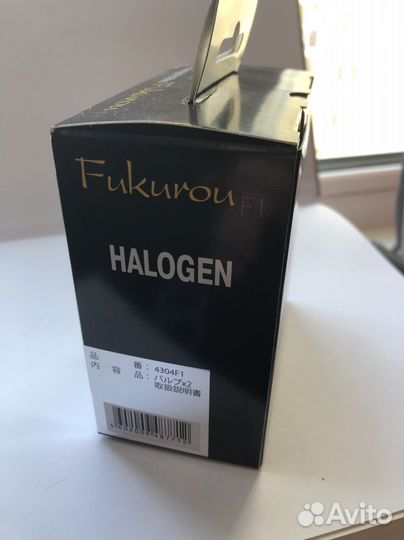 Fukurou
Fukurou F1
HALOGEN
品 番: 4304F1
内 容 品: バルブx2
取扱説明書
Avito